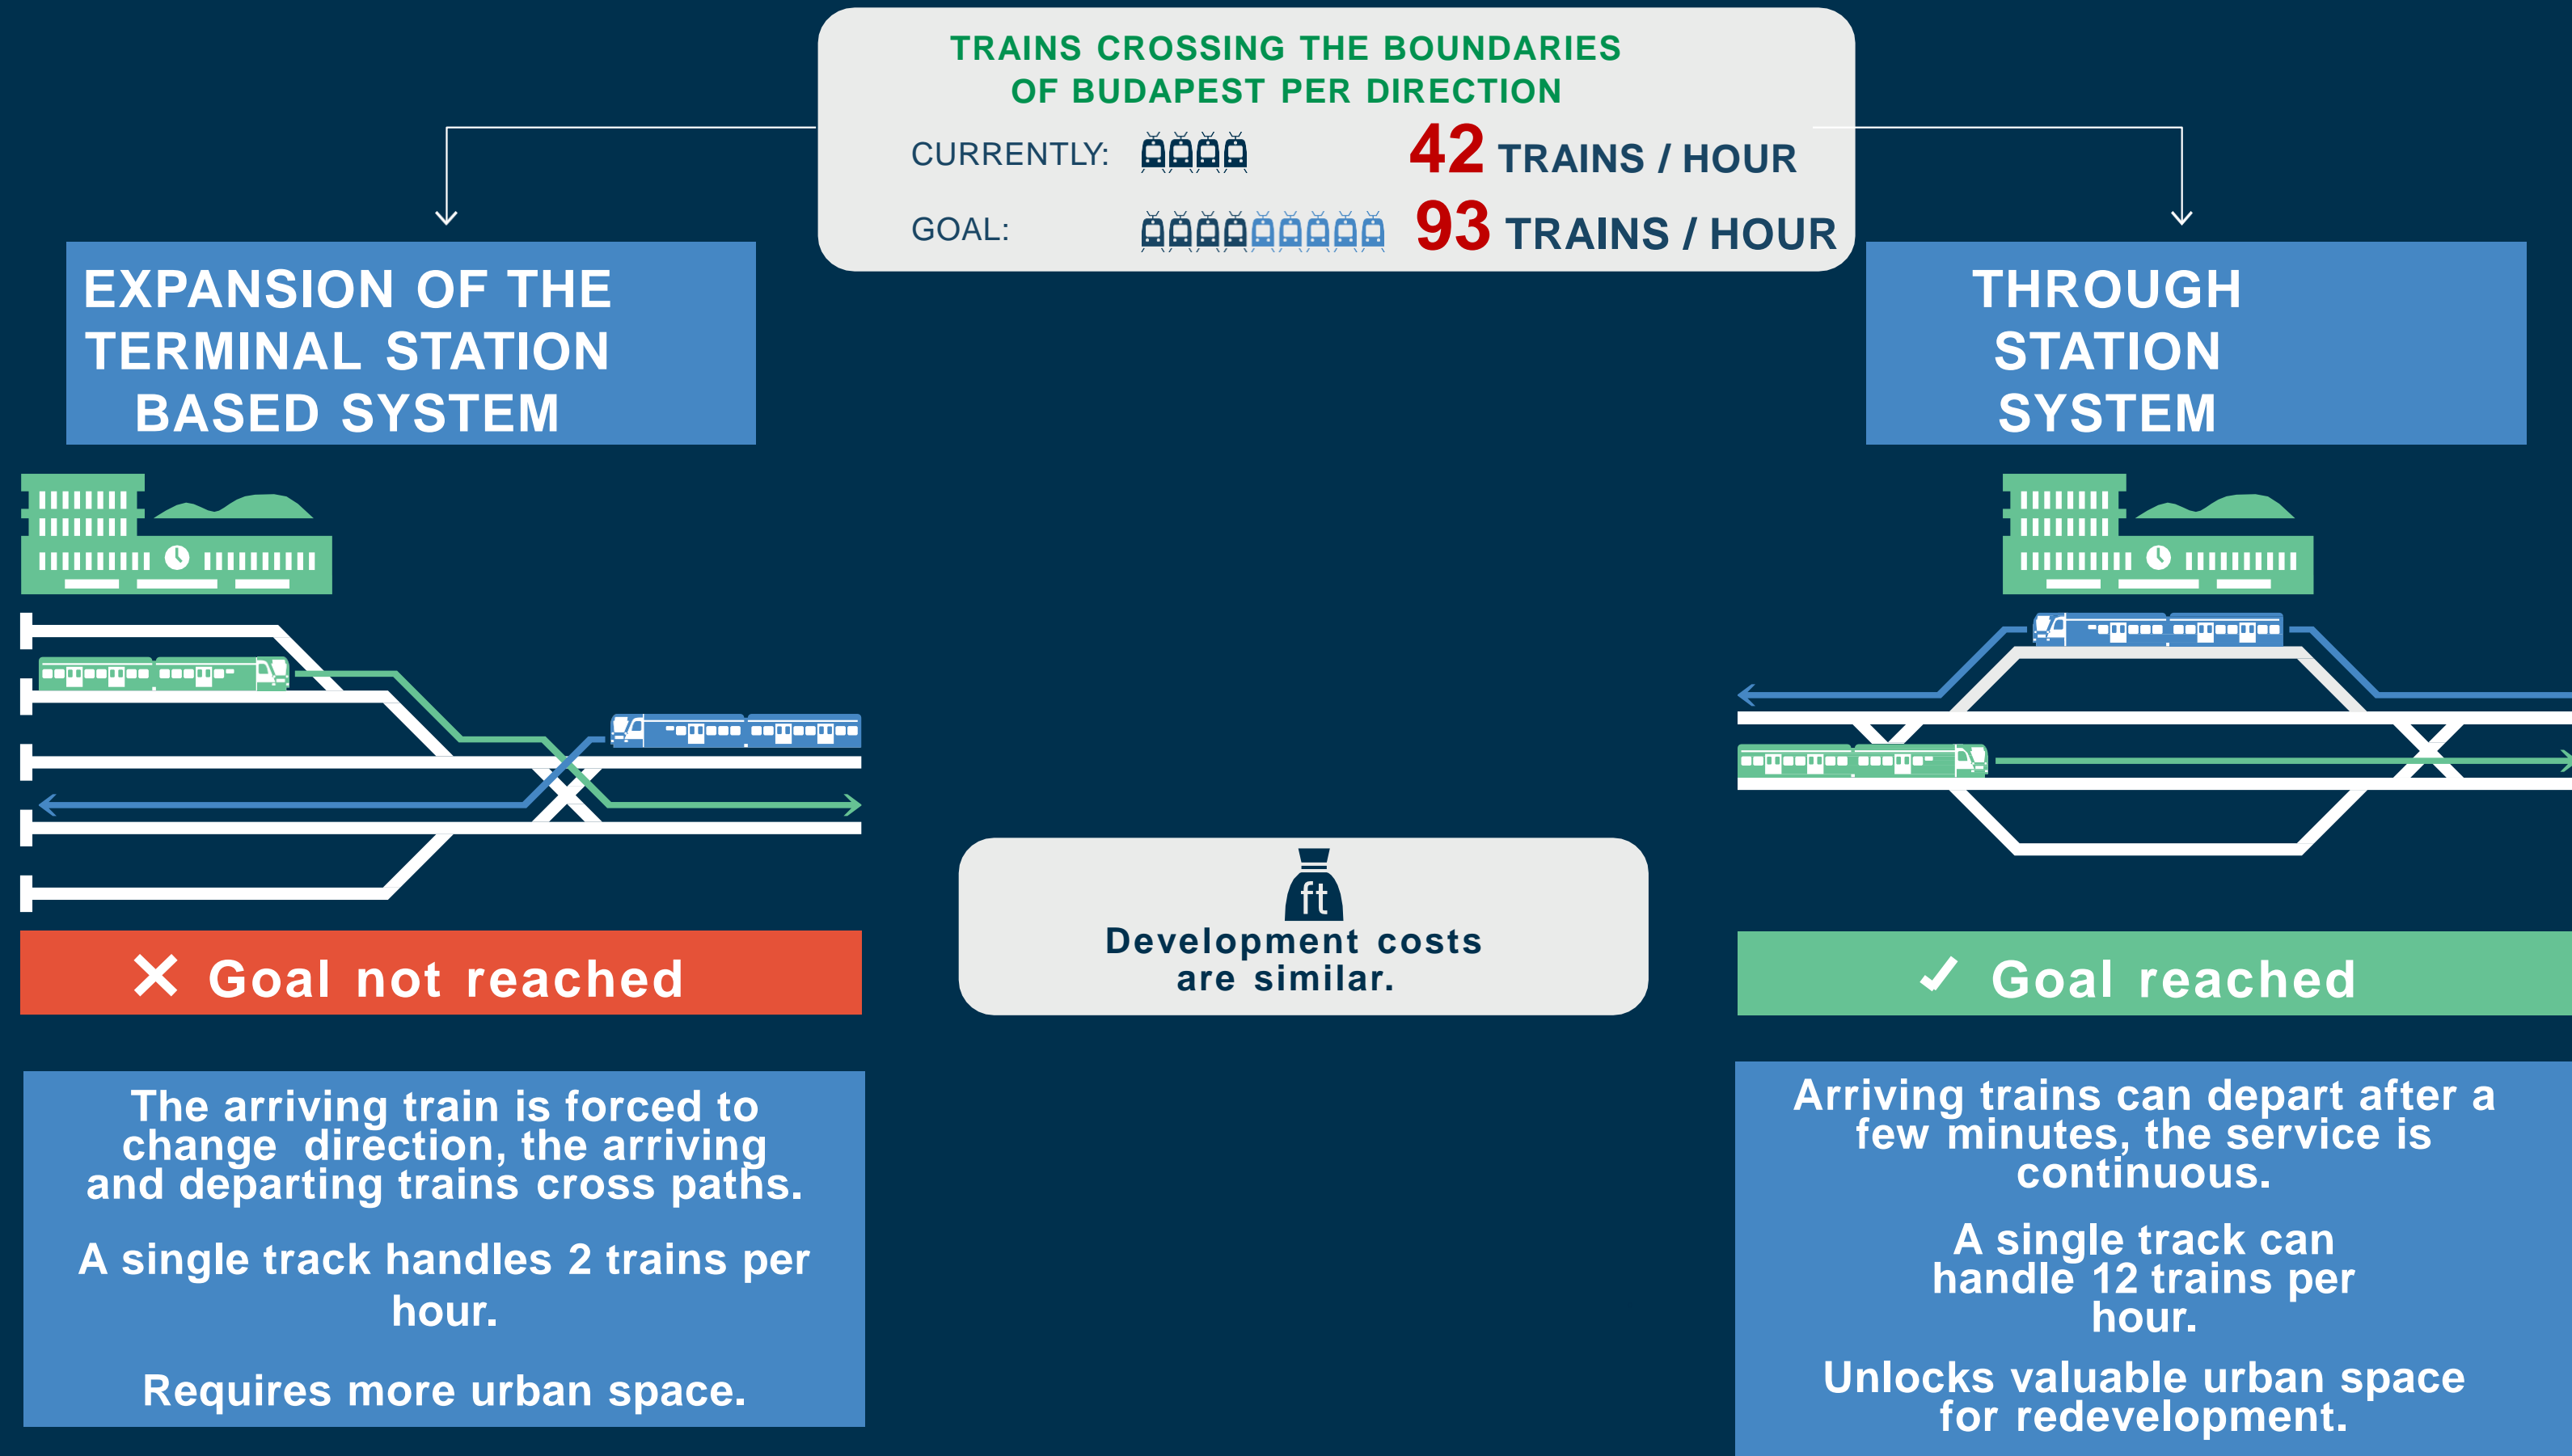 TRAINS CROSSING THE BOUNDARIES
OF BUDAPEST PER DIRECTION
CURRENTLY: 42 TRAINS / HOUR
GOAL: 93 TRAINS / HOUR
EXPANSION OF THE
TERMINAL STATION
BASED SYSTEM
THROUGH
STATION
SYSTEM
ft
Development costs
are similar.
Goal not reached
Goal reached
The arriving train is forced to
change direction, the arriving
and departing trains cross paths.
A single track handles 2 trains per
hour.
Requires more urban space.
Arriving trains can depart after a
few minutes, the service is
continuous.
A single track can
handle 12 trains per
hour.
Unlocks valuable urban space
for redevelopment.